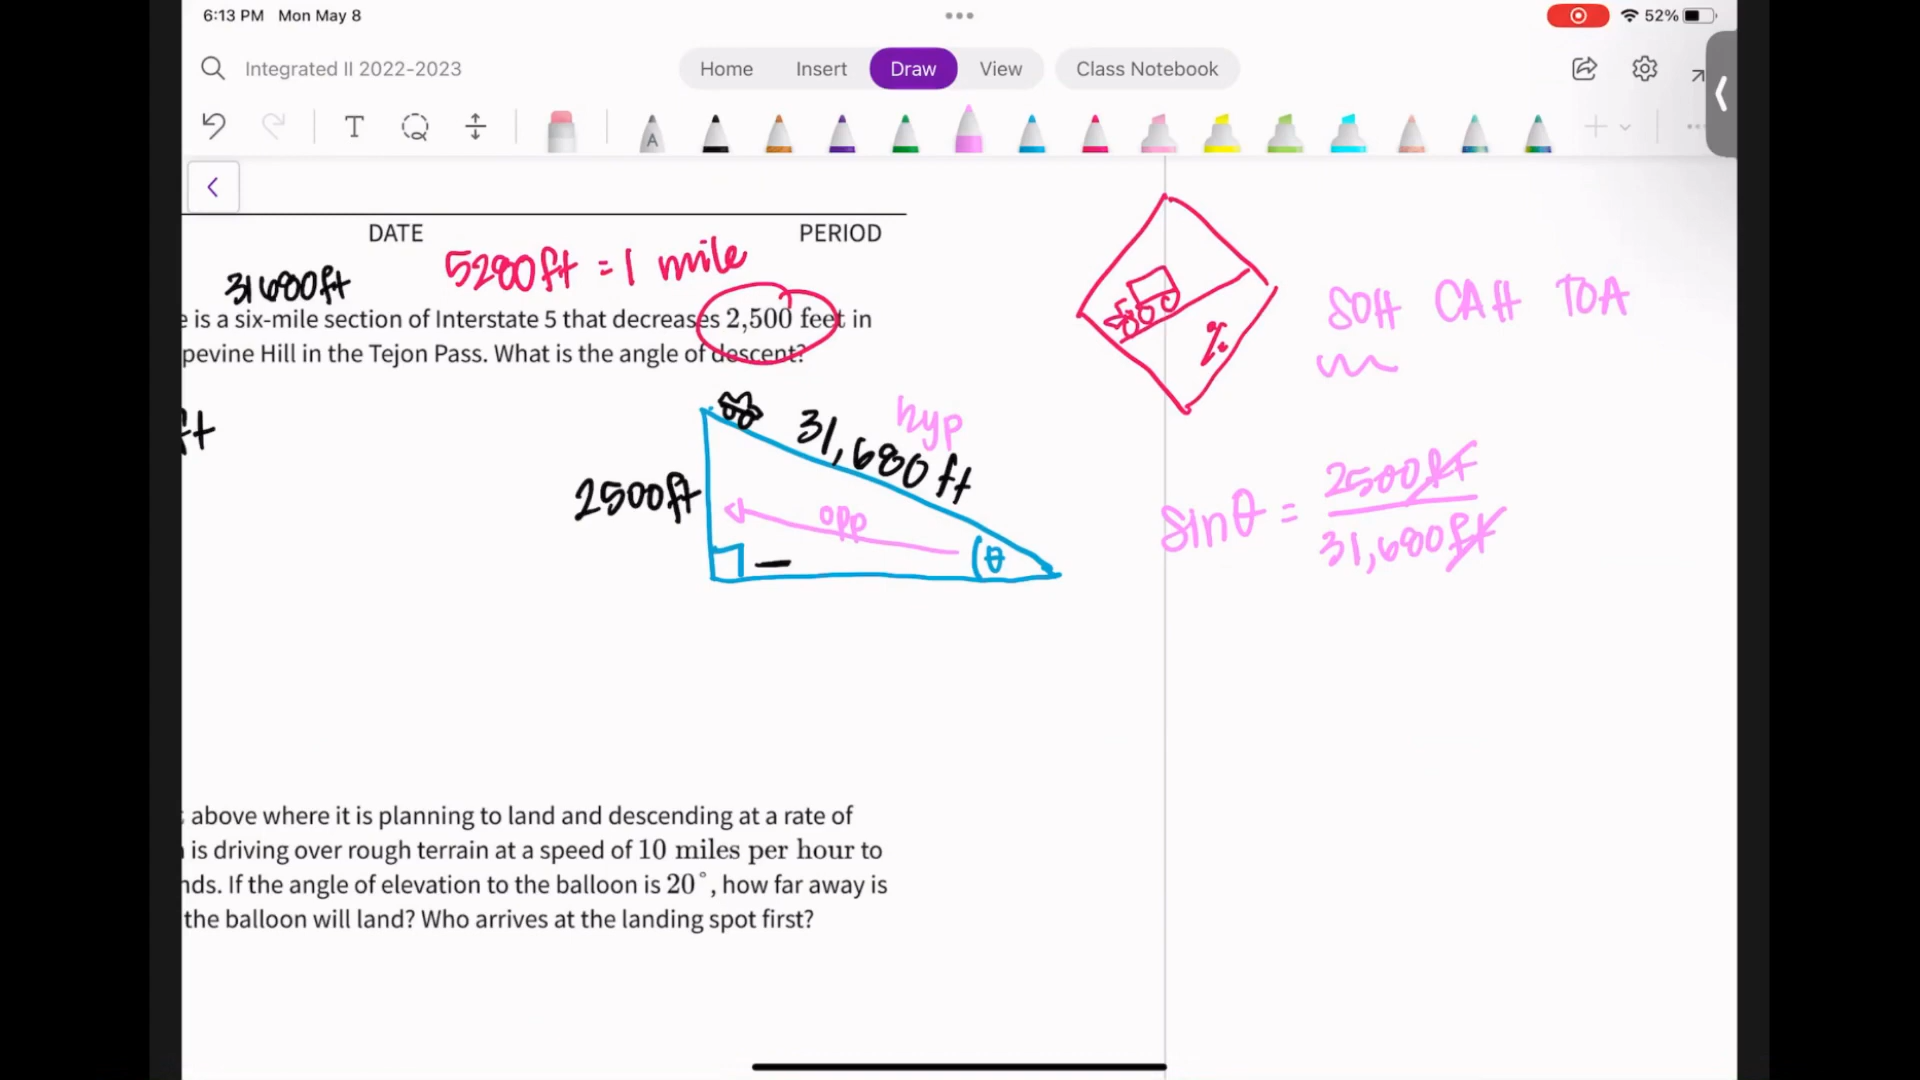 6:13 PM Mon May 8
52%
Integrated II 2022-2023
Home Insert Draw View Class Notebook
T
A
DATE PERIOD
5280ft = 1 mile
31680ft
e is a six-mile section of Interstate 5 that decreases 2,500 feet in
pevine Hill in the Tejon Pass. What is the angle of descent?
%
SOH CAH TOA
ft
hyp
31,680 ft
2500ft
opp
θ
sinθ = 2500ft
31,680ft
above where it is planning to land and descending at a rate of
is driving over rough terrain at a speed of 10 miles per hour to
nds. If the angle of elevation to the balloon is 20°, how far away is
the balloon will land? Who arrives at the landing spot first?